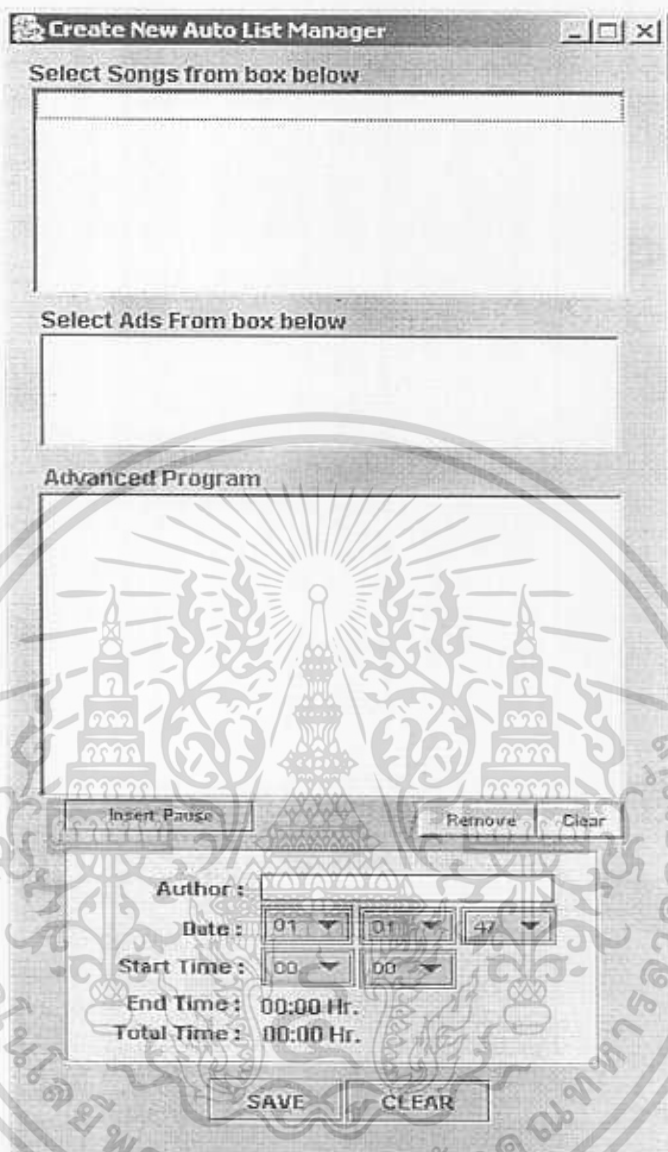 Create New Auto List Manager
Select Songs from box below
Select Ads From box below
Advanced Program
Insert Pause Remove Clear
Author :
Date : 01 01 47
Start Time : 00 00
End Time : 00:00 Hr.
Total Time : 00:00 Hr.
SAVE CLEAR